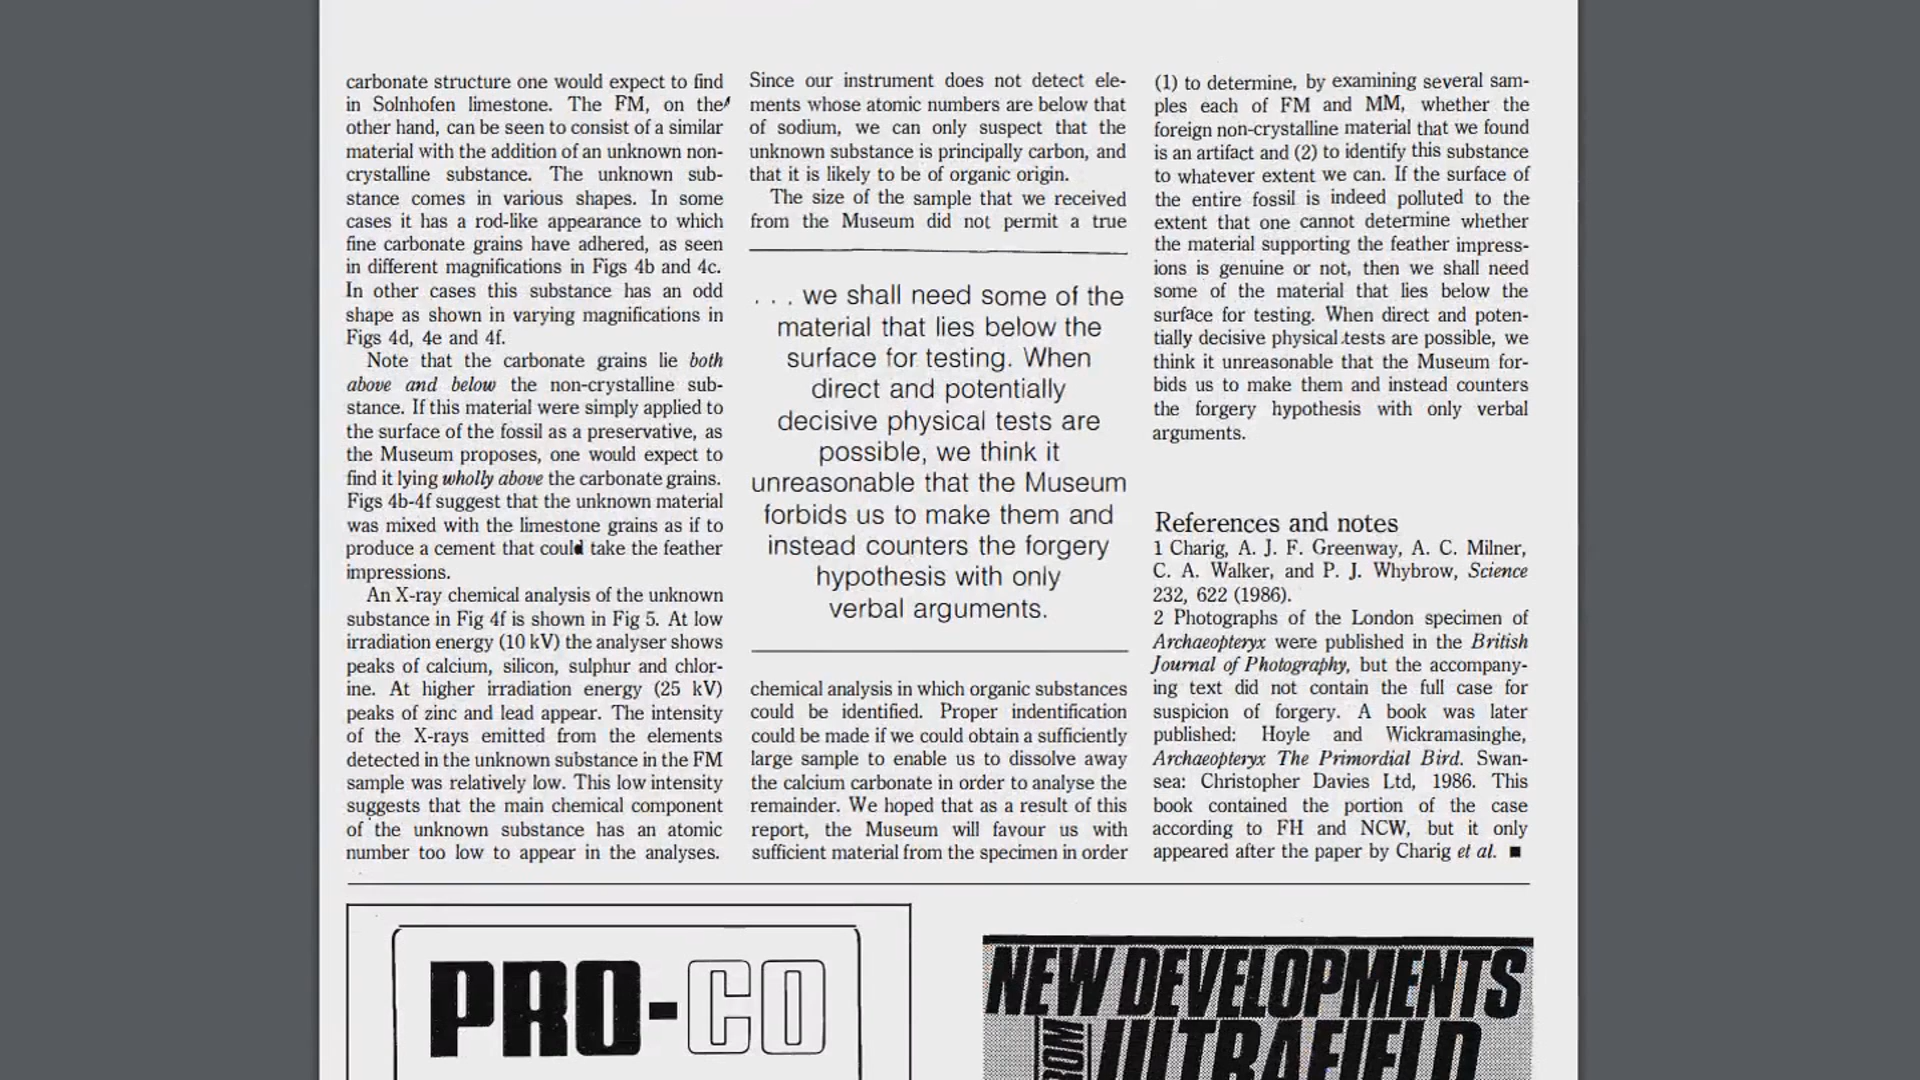 carbonate structure one would expect to find
in Solnhofen limestone. The FM, on the
other hand, can be seen to consist of a similar
material with the addition of an unknown non-
crystalline substance. The unknown sub-
stance comes in various shapes. In some
cases it has a rod-like appearance to which
fine carbonate grains have adhered, as seen
in different magnifications in Figs 4b and 4c.
In other cases this substance has an odd
shape as shown in varying magnifications in
Figs 4d, 4e and 4f.
Note that the carbonate grains lie both
above and below the non-crystalline sub-
stance. If this material were simply applied to
the surface of the fossil as a preservative, as
the Museum proposes, one would expect to
find it lying wholly above the carbonate grains.
Figs 4b-4f suggest that the unknown material
was mixed with the limestone grains as if to
produce a cement that could take the feather
impressions.
An X-ray chemical analysis of the unknown
substance in Fig 4f is shown in Fig 5. At low
irradiation energy (10 kV) the analyser shows
peaks of calcium, silicon, sulphur and chlor-
ine. At higher irradiation energy (25 kV)
peaks of zinc and lead appear. The intensity
of the X-rays emitted from the elements
detected in the unknown substance in the FM
sample was relatively low. This low intensity
suggests that the main chemical component
of the unknown substance has an atomic
number too low to appear in the analyses.
Since our instrument does not detect ele-
ments whose atomic numbers are below that
of sodium, we can only suspect that the
unknown substance is principally carbon, and
that it is likely to be of organic origin.
The size of the sample that we received
from the Museum did not permit a true
. . . we shall need some of the
material that lies below the
surface for testing. When
direct and potentially
decisive physical tests are
possible, we think it
unreasonable that the Museum
forbids us to make them and
instead counters the forgery
hypothesis with only
verbal arguments.
chemical analysis in which organic substances
could be identified. Proper indentification
could be made if we could obtain a sufficiently
large sample to enable us to dissolve away
the calcium carbonate in order to analyse the
remainder. We hoped that as a result of this
report, the Museum will favour us with
sufficient material from the specimen in order
(1) to determine, by examining several sam-
ples each of FM and MM, whether the
foreign non-crystalline material that we found
is an artifact and (2) to identify this substance
to whatever extent we can. If the surface of
the entire fossil is indeed polluted to the
extent that one cannot determine whether
the material supporting the feather impress-
ions is genuine or not, then we shall need
some of the material that lies below the
surface for testing. When direct and poten-
tially decisive physical tests are possible, we
think it unreasonable that the Museum for-
bids us to make them and instead counters
the forgery hypothesis with only verbal
arguments.
References and notes
1 Charig, A. J. F. Greenway, A. C. Milner,
C. A. Walker, and P. J. Whybrow, Science
232, 622 (1986).
2 Photographs of the London specimen of
Archaeopteryx were published in the British
Journal of Photography, but the accompany-
ing text did not contain the full case for
suspicion of forgery. A book was later
published: Hoyle and Wickramasinghe,
Archaeopteryx The Primordial Bird. Swan-
sea: Christopher Davies Ltd, 1986. This
book contained the portion of the case
according to FH and NCW, but it only
appeared after the paper by Charig et al. ■
PRO-CO
NEW DEVELOPMENTS
FROM
ULTRAFIELD